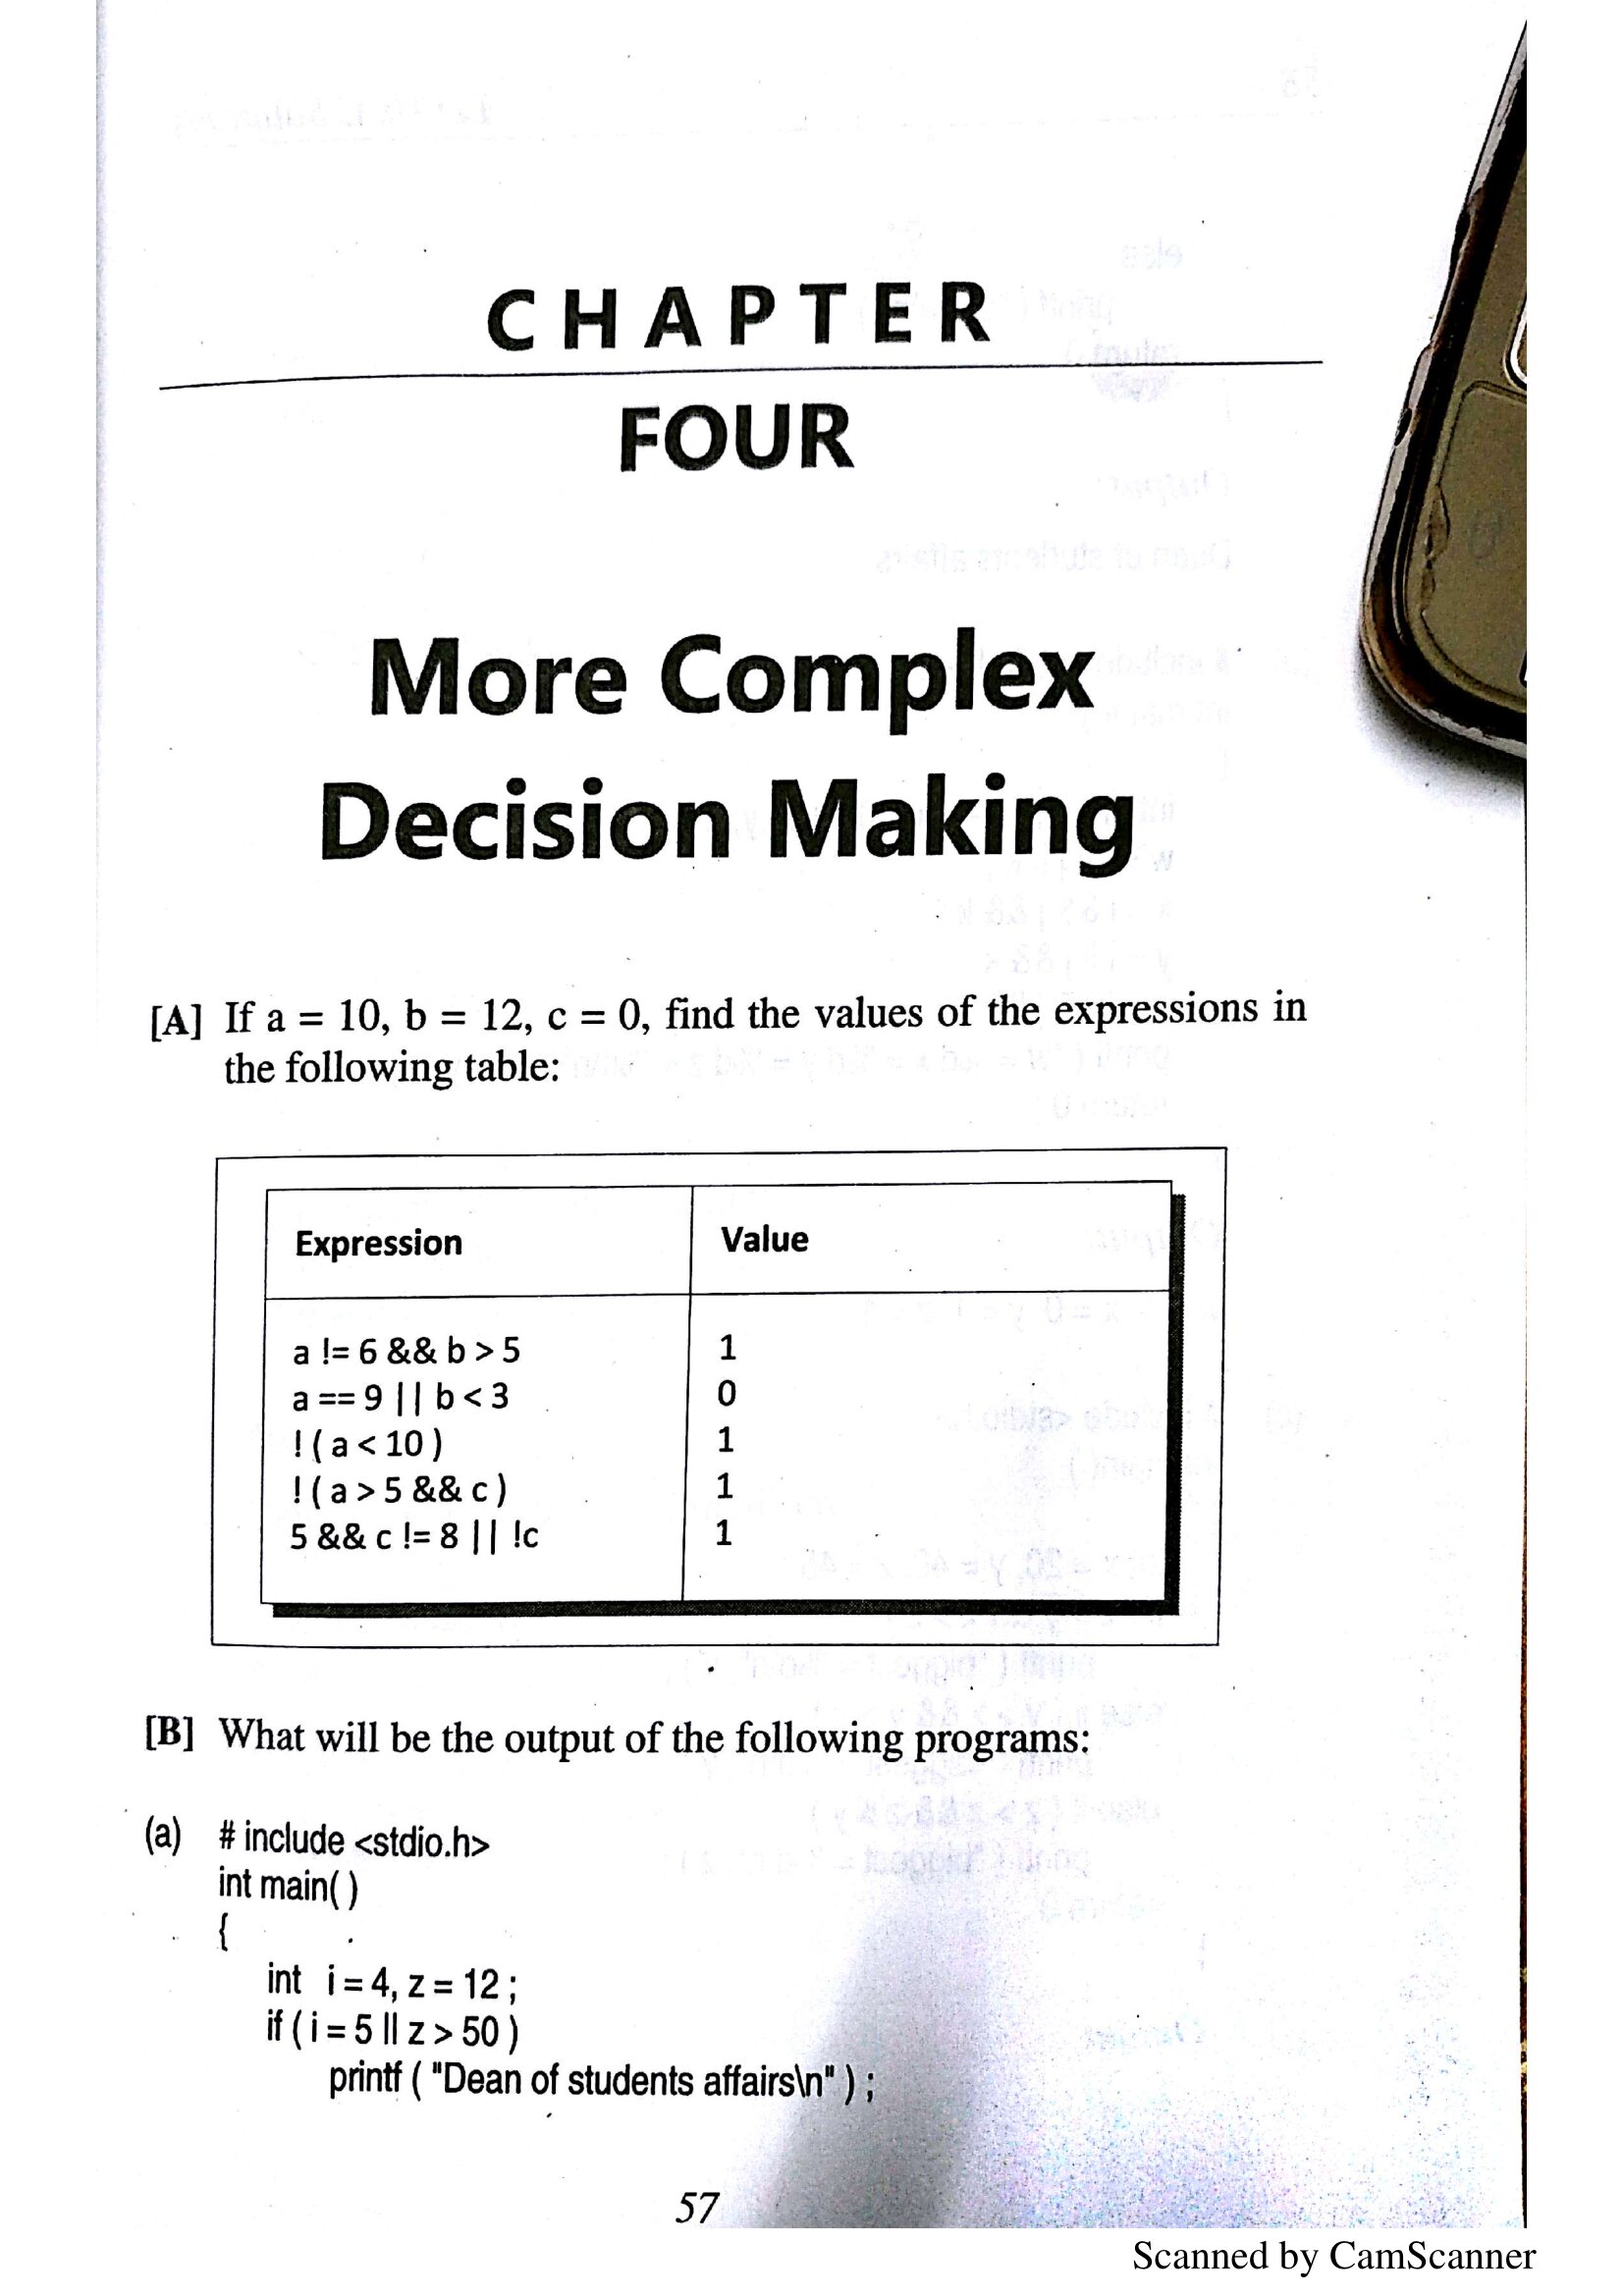 CHAPTER
FOUR
More Complex
Decision Making
[A] If a = 10, b = 12, c = 0, find the values of the expressions in
the following table:
Expression Value
a != 6 && b > 5 1
a == 9 || b < 3 0
! ( a < 10 ) 1
! ( a > 5 && c ) 1
5 && c != 8 || !c 1
[B] What will be the output of the following programs:
(a) # include <stdio.h>
int main( )
{
int i = 4, z = 12 ;
if ( i = 5 || z > 50 )
printf ( "Dean of students affairs\n" ) ;
57
Scanned by CamScanner